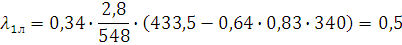 λ₁л = 0,34 · 2,8/548 · (433,5 − 0,64 · 0,83 · 340) = 0,5